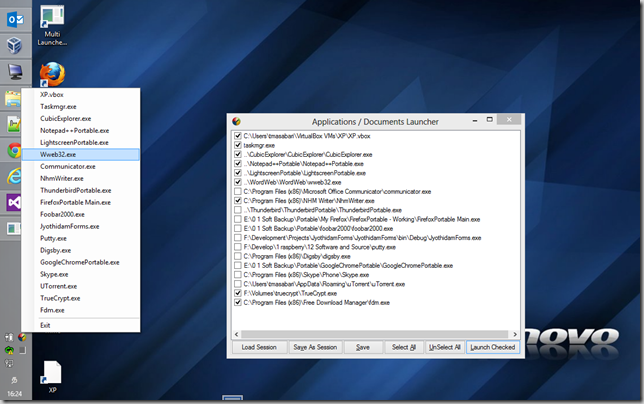 Multi
Launche...
XP.vbox
Taskmgr.exe
CubicExplorer.exe
Notepad++Portable.exe
LightscreenPortable.exe
Wweb32.exe
Communicator.exe
NhmWriter.exe
ThunderbirdPortable.exe
FirefoxPortable Main.exe
Foobar2000.exe
JyothidamForms.exe
Putty.exe
Digsby.exe
GoogleChromePortable.exe
Skype.exe
UTorrent.exe
TrueCrypt.exe
Fdm.exe
Exit
XP
16:24
Applications / Documents Launcher
C:\Users\tmasabari\VirtualBox VMs\XP\XP.vbox
taskmgr.exe
..\CubicExplorer\CubicExplorer\CubicExplorer.exe
..\Notepad++Portable\Notepad++Portable.exe
..\LightscreenPortable\LightscreenPortable.exe
..\WordWeb\WordWeb\wweb32.exe
C:\Program Files (x86)\Microsoft Office Communicator\communicator.exe
C:\Program Files (x86)\NHM Writer\NhmWriter.exe
..\Thunderbird\ThunderbirdPortable\ThunderbirdPortable.exe
E:\0 1 Soft Backup\Portable\My Firefox\FirefoxPortable - Working\FirefoxPortable Main.exe
E:\0 1 Soft Backup\Portable\foobar2000\foobar2000.exe
F:\Development\Projects\JyothidamForms\bin\Debug\JyothidamForms.exe
F:\Develop\1 raspberry\12 Software and Source\putty.exe
C:\Program Files (x86)\Digsby\digsby.exe
E:\0 1 Soft Backup\Portable\GoogleChromePortable\GoogleChromePortable.exe
C:\Program Files (x86)\Skype\Phone\Skype.exe
C:\Users\tmasabari\AppData\Roaming\uTorrent\uTorrent.exe
F:\Volumes\truecrypt\TrueCrypt.exe
C:\Program Files (x86)\Free Download Manager\fdm.exe
Load Session
Save As Session
Save
Select All
UnSelect All
Launch Checked
novo